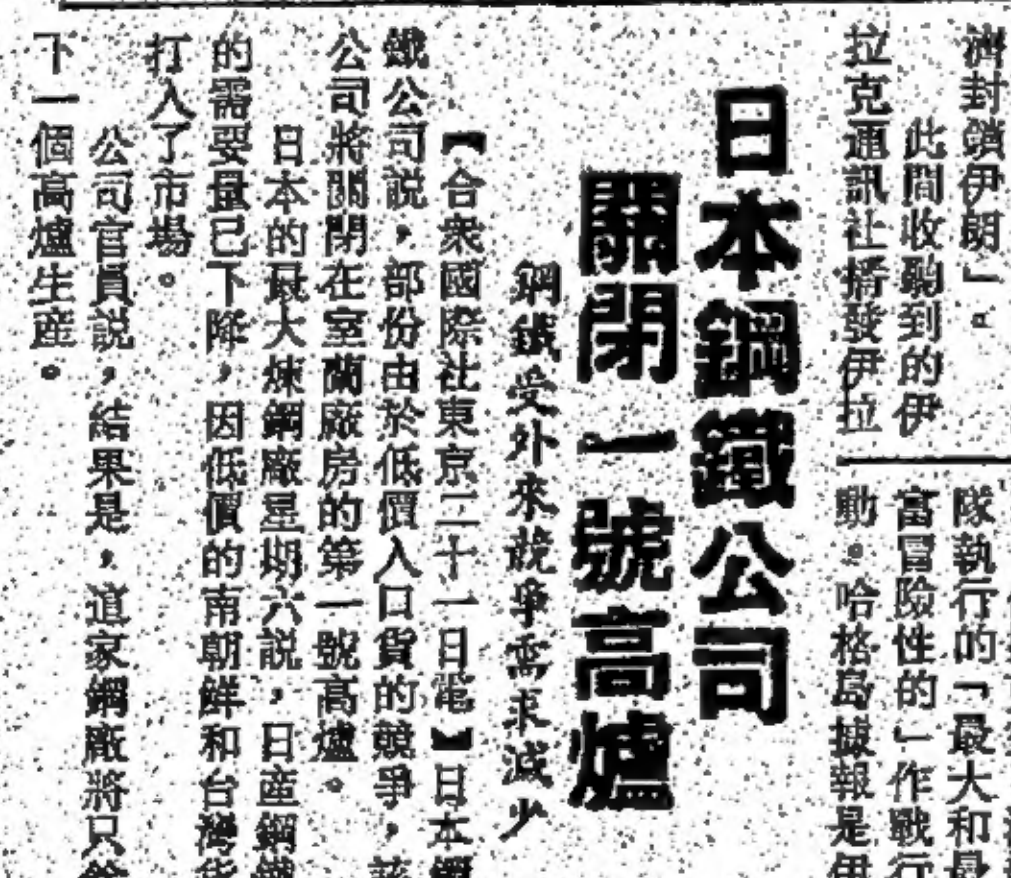 濟封鎖伊朗」。
此間收聽到的伊
拉克通訊社播發伊拉
隊執行的「最大和最
富冒險性的」作戰行
動。哈格島據報是伊
日本鋼鐵公司
關閉一號高爐
鋼鐵受外來競爭需求減少
【合衆國際社東京二十一日電】日本鋼
鐵公司説,部份由於低價入口貨的競爭,該
公司將關閉在室蘭廠房的第一號高爐。
日本的最大煉鋼廠星期六説,日産鋼鐵
的需要量已下降,因低價的南朝鮮和台灣貨
打入了市場。
公司官員説,結果是,這家鋼廠將只餘
下一個高爐生産。